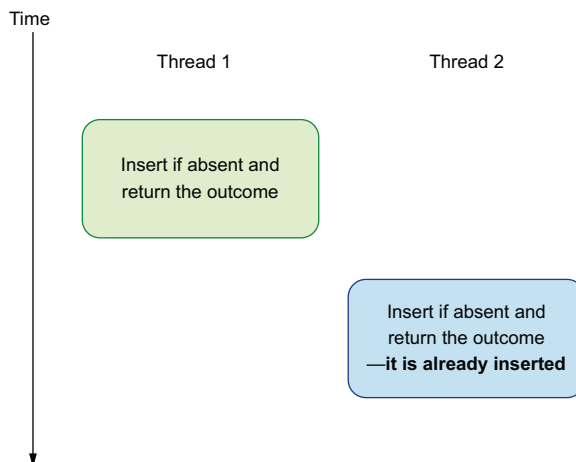 Time
Thread 1
Thread 2
Insert if absent and
return the outcome
Insert if absent and
return the outcome
—it is already inserted